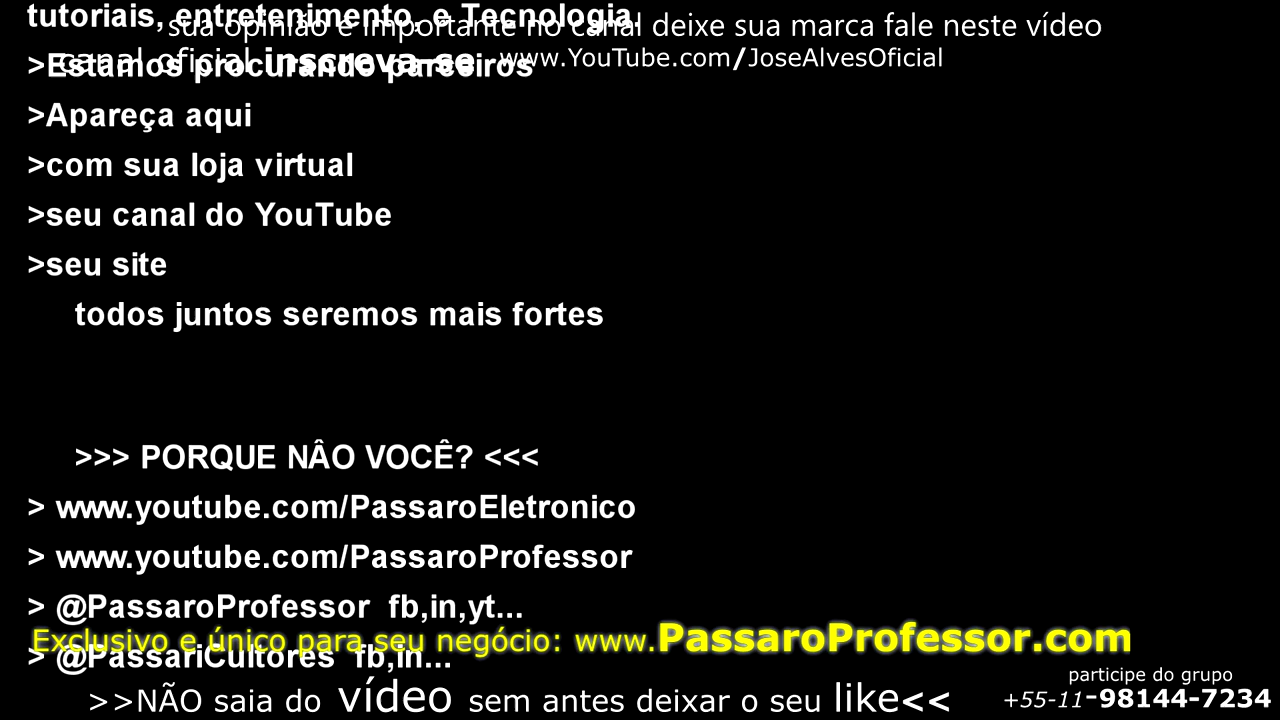 tutoriais, entretenimento, e Tecnologia.
sua opinião é importante no canal deixe sua marca fale neste vídeo
>Estamos procurando parceiros
canal oficial inscreva-se www.YouTube.com/JoseAlvesOficial
>Apareça aqui
>com sua loja virtual
>seu canal do YouTube
>seu site
todos juntos seremos mais fortes
>>> PORQUE NÂO VOCÊ? <<<
> www.youtube.com/PassaroEletronico
> www.youtube.com/PassaroProfessor
> @PassaroProfessor fb,in,yt...
Exclusivo e único para seu negócio: www.PassaroProfessor.com
> @PassariCultores fb,in...
participe do grupo
>>NÃO saia do vídeo sem antes deixar o seu like<<
+55-11-98144-7234